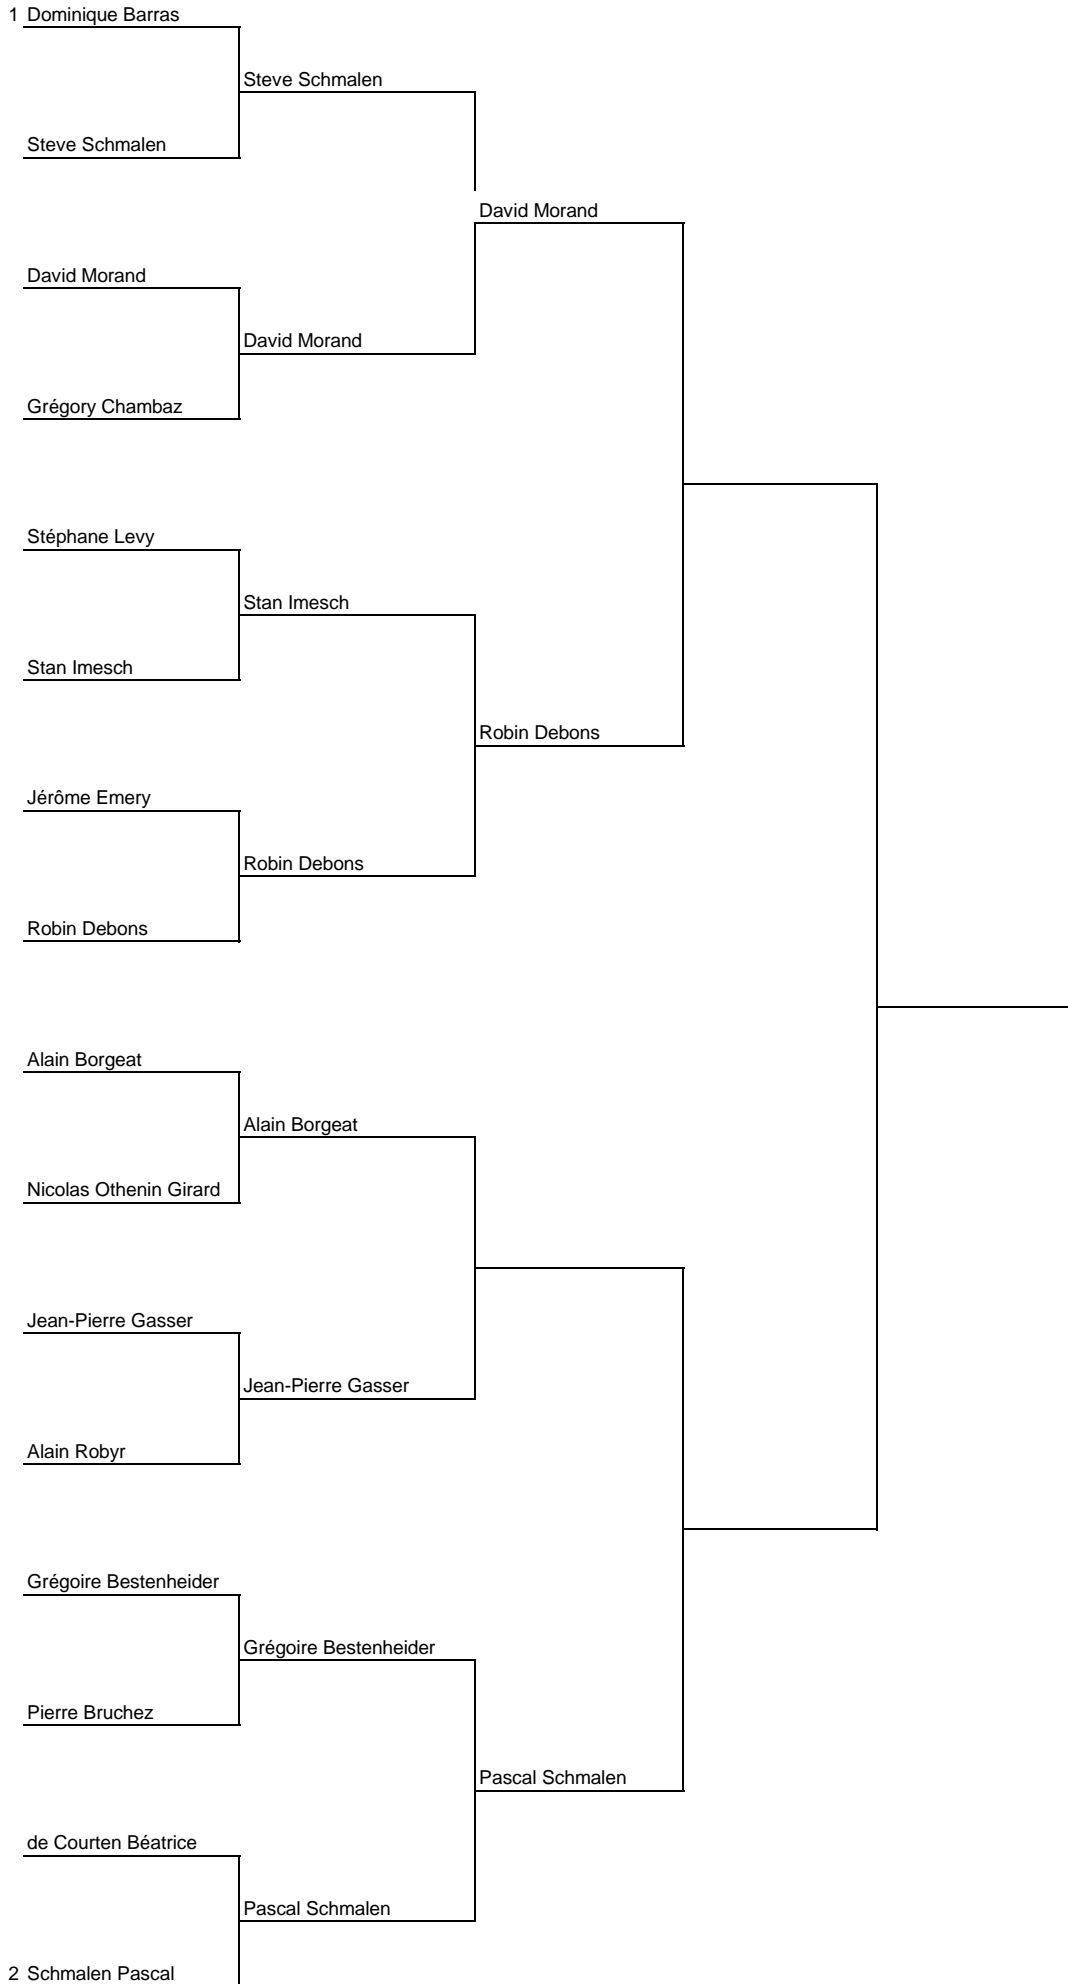 1 Dominique Barras
Steve Schmalen
Steve Schmalen
David Morand
David Morand
David Morand
Grégory Chambaz
Stéphane Levy
Stan Imesch
Stan Imesch
Robin Debons
Jérôme Emery
Robin Debons
Robin Debons
Alain Borgeat
Alain Borgeat
Nicolas Othenin Girard
Jean-Pierre Gasser
Jean-Pierre Gasser
Alain Robyr
Grégoire Bestenheider
Grégoire Bestenheider
Pierre Bruchez
Pascal Schmalen
de Courten Béatrice
Pascal Schmalen
2 Schmalen Pascal